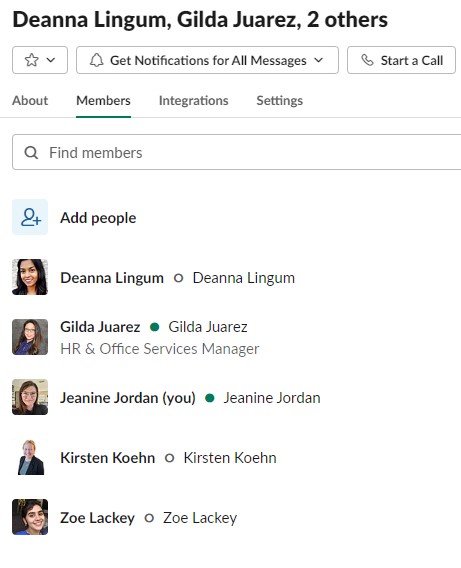 Deanna Lingum, Gilda Juarez, 2 others
Get Notifications for All Messages
Start a Call
About Members Integrations Settings
Find members
Add people
Deanna Lingum Deanna Lingum
Gilda Juarez Gilda Juarez
HR & Office Services Manager
Jeanine Jordan (you) Jeanine Jordan
Kirsten Koehn Kirsten Koehn
Zoe Lackey Zoe Lackey